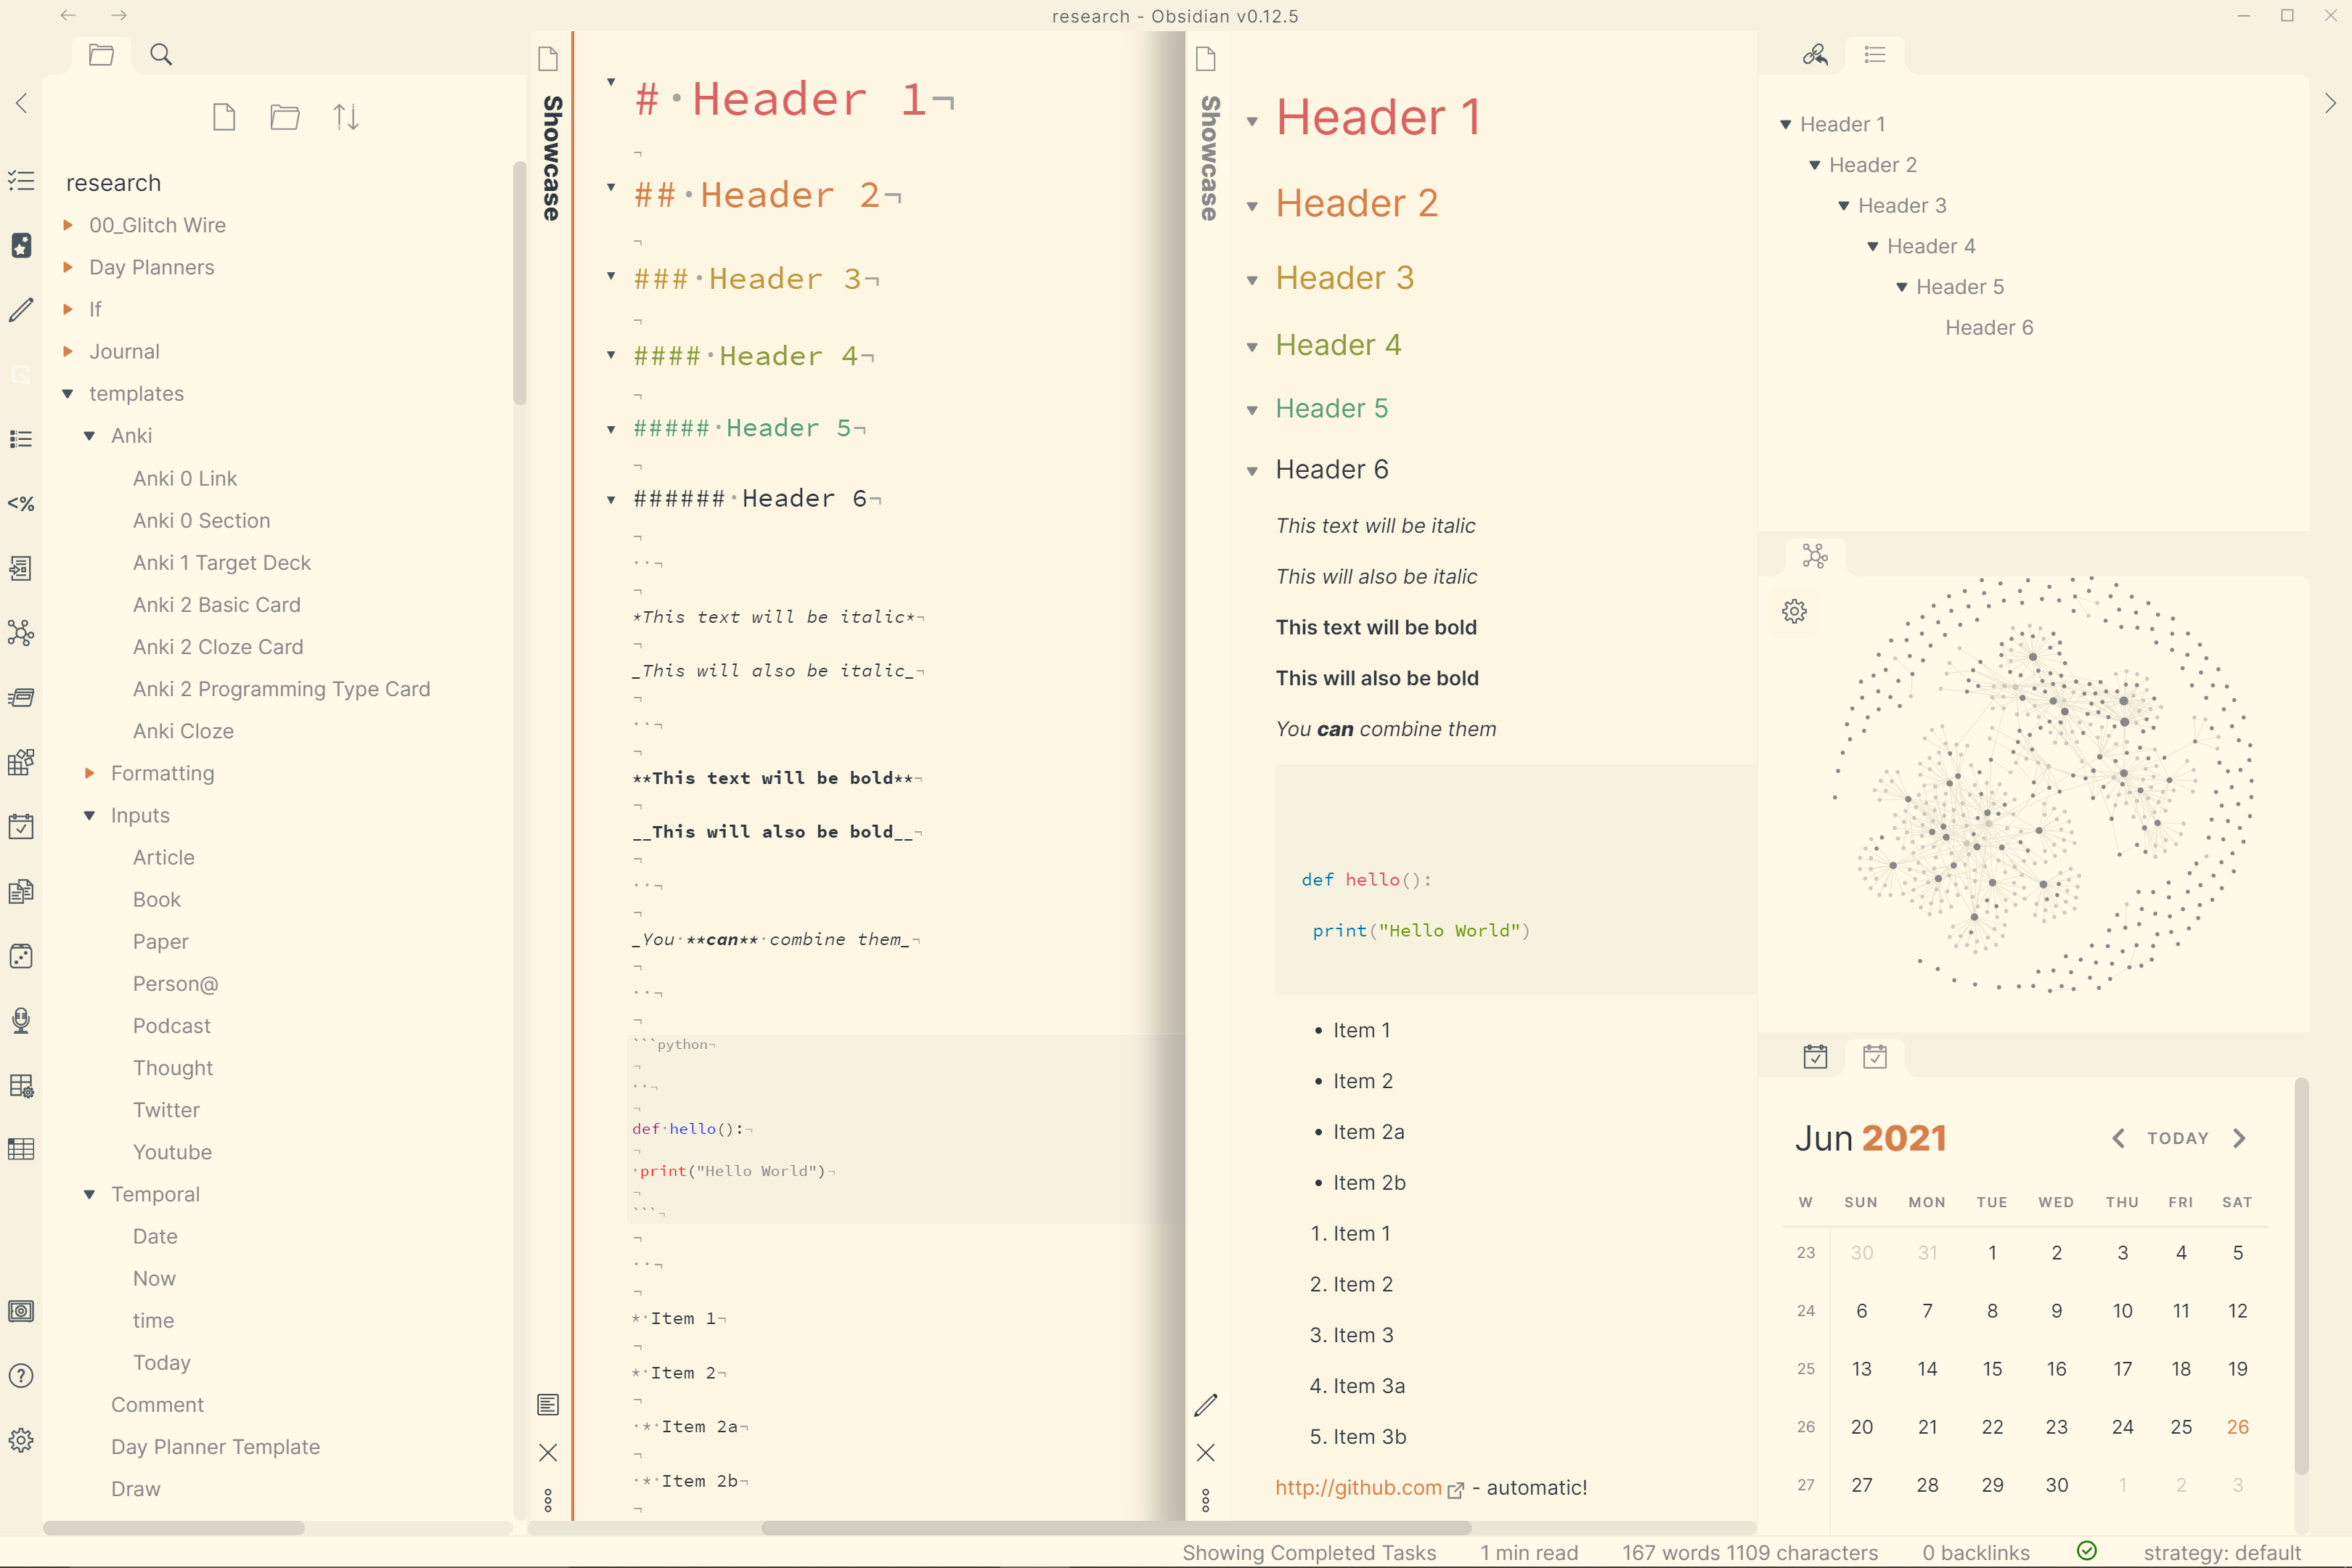 research - Obsidian v0.12.5
research
00_Glitch Wire
Day Planners
If
Journal
templates
Anki
Anki 0 Link
Anki 0 Section
Anki 1 Target Deck
Anki 2 Basic Card
Anki 2 Cloze Card
Anki 2 Programming Type Card
Anki Cloze
Formatting
Inputs
Article
Book
Paper
Person@
Podcast
Thought
Twitter
Youtube
Temporal
Date
Now
time
Today
Comment
Day Planner Template
Draw
<%
Showcase
#·Header 1¬
¬
##·Header 2¬
¬
###·Header 3¬
¬
####·Header 4¬
¬
#####·Header 5¬
¬
######·Header 6¬
¬
··¬
¬
*This text will be italic*¬
¬
_This will also be italic_¬
¬
··¬
¬
**This text will be bold**¬
¬
__This will also be bold__¬
¬
··¬
¬
_You·**can**·combine them_¬
¬
··¬
¬
```python¬
¬
··¬
¬
def·hello():¬
¬
·print("Hello World")¬
¬
```¬
¬
··¬
¬
*·Item 1¬
¬
*·Item 2¬
¬
·*·Item 2a¬
¬
·*·Item 2b¬
¬
Showcase
Header 1
Header 2
Header 3
Header 4
Header 5
Header 6
This text will be italic
This will also be italic
This text will be bold
This will also be bold
You can combine them
def hello():
print("Hello World")
• Item 1
• Item 2
• Item 2a
• Item 2b
1. Item 1
2. Item 2
3. Item 3
4. Item 3a
5. Item 3b
http://github.com - automatic!
Header 1
Header 2
Header 3
Header 4
Header 5
Header 6
Jun 2021 TODAY
W SUN MON TUE WED THU FRI SAT
23 30 31 1 2 3 4 5
24 6 7 8 9 10 11 12
25 13 14 15 16 17 18 19
26 20 21 22 23 24 25 26
27 27 28 29 30 1 2 3
Showing Completed Tasks 1 min read 167 words 1109 characters 0 backlinks strategy: default